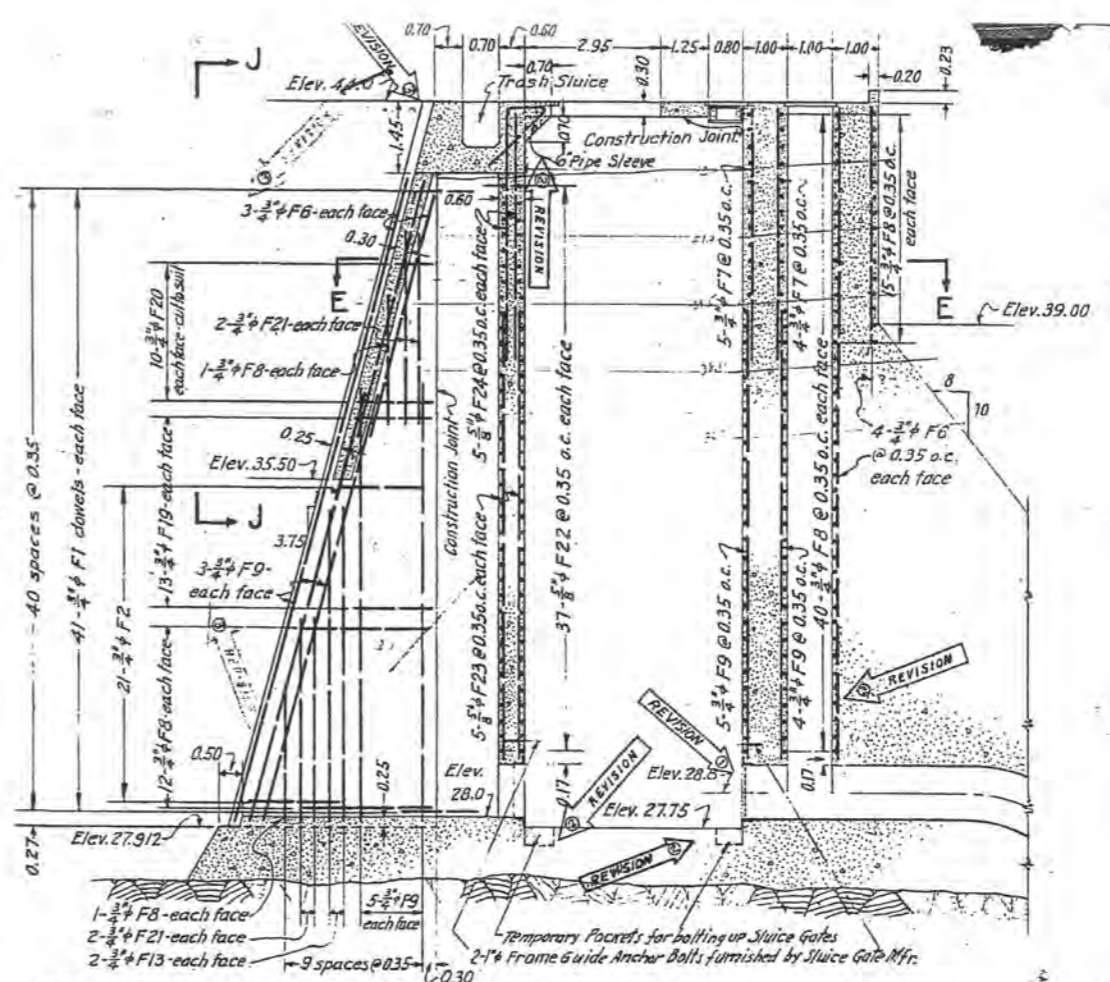 REVISION
0.70
0.70
0.60
2.95
1.25
0.80
1.00
1.00
1.00
0.23
0.20
J
0.70
0.30
Trash Sluice
1.45
0.70
Construction Joint
6" Pipe Sleeve
3-3/4"ϕ F6-each face
0.60
0.30
REVISION
E
E
Elev. 39.00
10-3/4"ϕ F20
each face-cut to suit
2-3/4"ϕ F21-each face
1-3/4"ϕ F8-each face
0.25
Elev. 35.50
J
3.75
3-3/4"ϕ F9-
each face
40 spaces @ 0.35
41-3/4"ϕ F1 dowels-each face
21-3/4"ϕ F2
13-3/4"ϕ F19-each face
12-3/4"ϕ F8-each face
Construction Joint
5-5/8"ϕ F24 @ 0.35 o.c. each face
5-5/8"ϕ F23 @ 0.35 o.c. each face
37-5/8"ϕ F22 @ 0.35 o.c. each face
5-3/4"ϕ F7 @ 0.35 o.c.
4-3/4"ϕ F7 @ 0.35 o.c.
5-3/4"ϕ F9 @ 0.35 o.c.
4-3/4"ϕ F9 @ 0.35 o.c.
40-3/4"ϕ F8 @ 0.35 o.c. each face
15-3/4"ϕ F8 @ 0.35 o.c.
each face
8
10
4-3/4"ϕ F6
@ 0.35 o.c.
each face
REVISION
REVISION
REVISION
0.50
0.25
Elev.
28.0
0.17
Elev. 28.8
0.17
Elev. 27.75
Elev. 27.912
0.27
REVISION
1-3/4"ϕ F8-each face
2-3/4"ϕ F21-each face
2-3/4"ϕ F13-each face
5-3/4"ϕ F9
each face
9 spaces @ 0.35
0.30
Temporary Pockets for bolting up Sluice Gates
2-1"ϕ Frame Guide Anchor Bolts furnished by Sluice Gate Mfr.